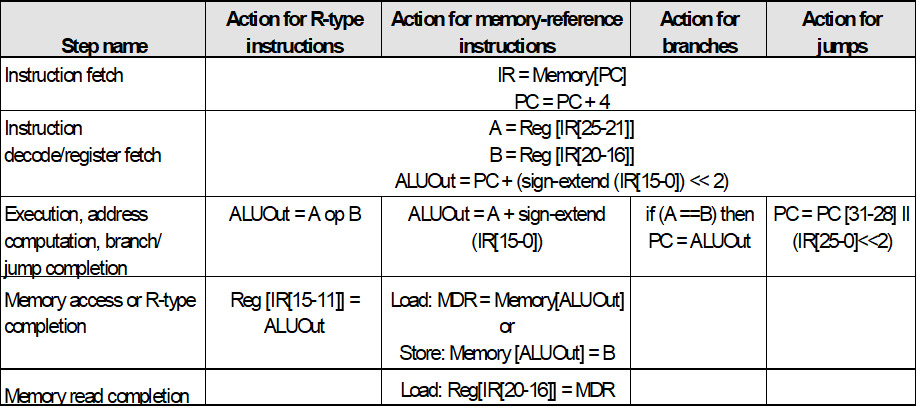 Step name
Action for R-type
instructions
Action for memory-reference
instructions
Action for
branches
Action for
jumps
Instruction fetch
IR = Memory[PC]
PC = PC + 4
Instruction
decode/register fetch
A = Reg [IR[25-21]]
B = Reg [IR[20-16]]
ALUOut = PC + (sign-extend (IR[15-0]) << 2)
Execution, address
computation, branch/
jump completion
ALUOut = A op B
ALUOut = A + sign-extend
(IR[15-0])
if (A ==B) then
PC = ALUOut
PC = PC [31-28] II
(IR[25-0]<<2)
Memory access or R-type
completion
Reg [IR[15-11]] =
ALUOut
Load: MDR = Memory[ALUOut]
or
Store: Memory [ALUOut] = B
Memory read completion
Load: Reg[IR[20-16]] = MDR